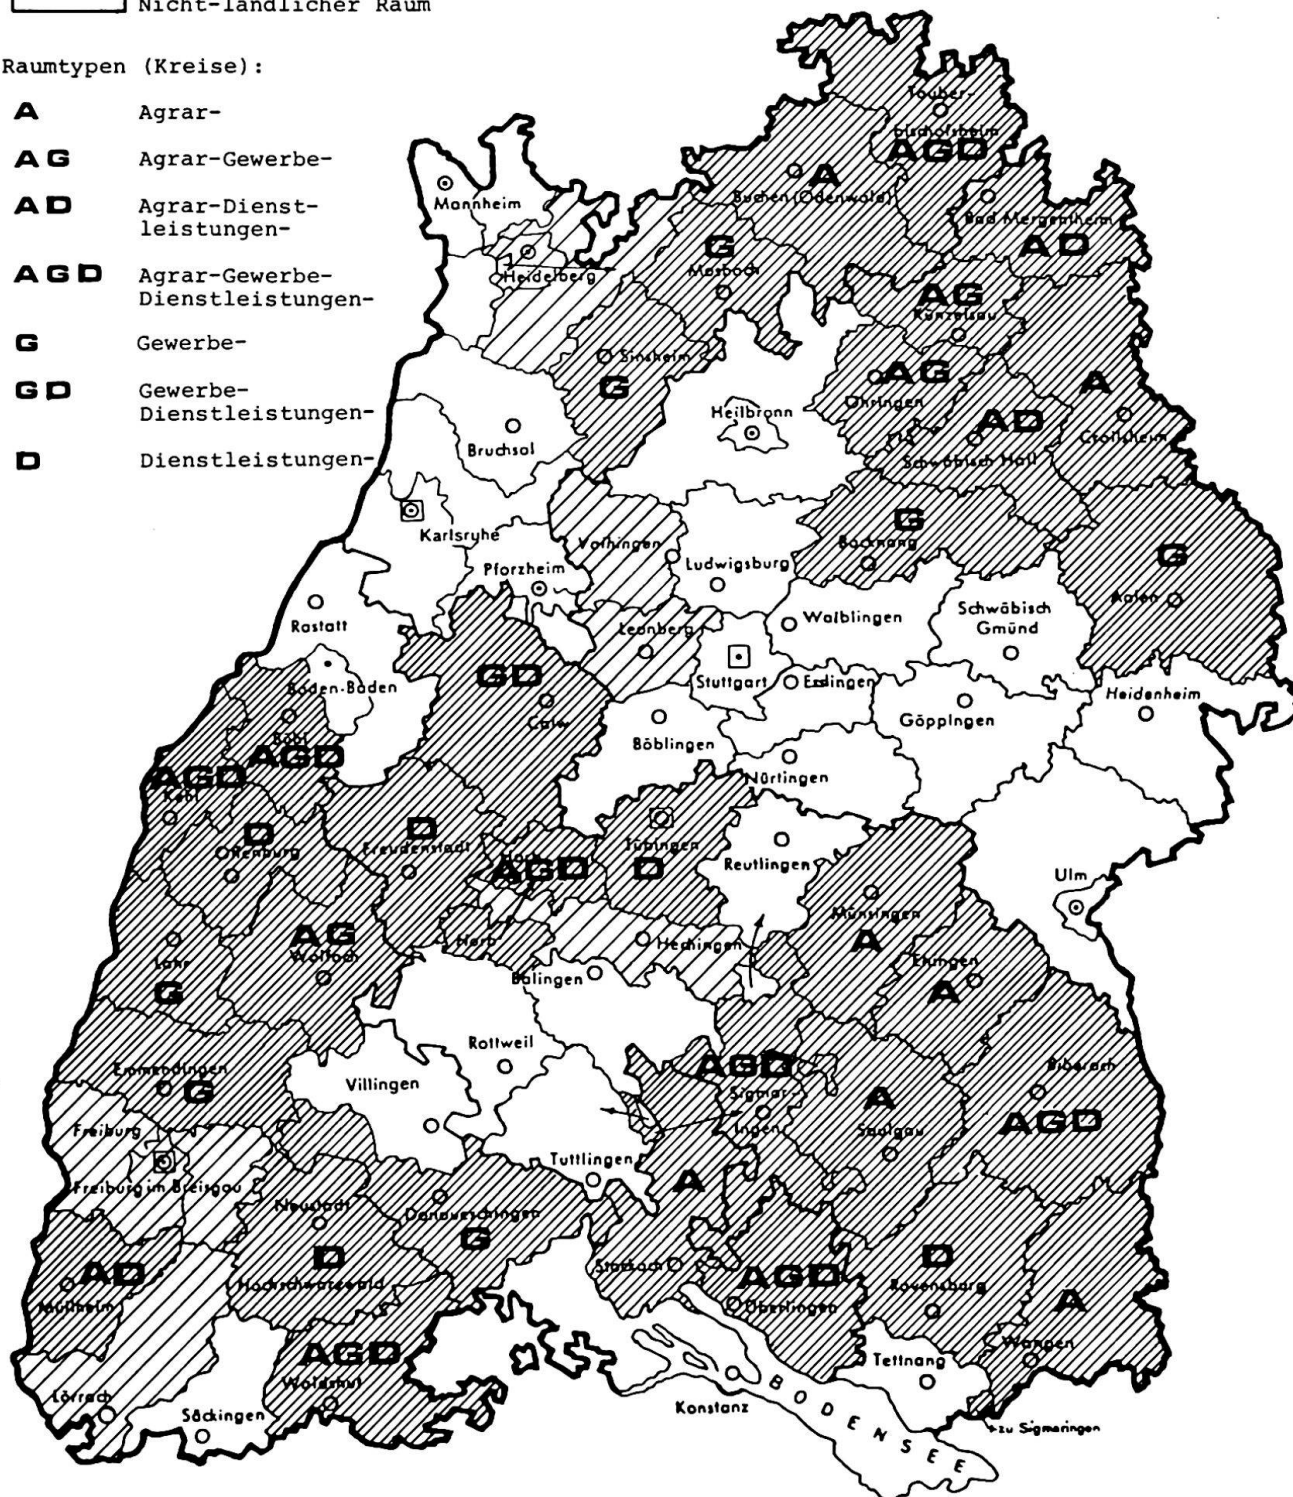 Nicht-ländlicher Raum
Raumtypen (Kreise):
A Agrar-
AG Agrar-Gewerbe-
AD Agrar-Dienst-
leistungen-
AGD Agrar-Gewerbe-
Dienstleistungen-
G Gewerbe-
GD Gewerbe-
Dienstleistungen-
D Dienstleistungen-
Tauber-
bischofsheim
AGD
A
Buchen (Odenwald)
Mannheim
Bad Mergentheim
AD
G
Mosbach
Heidelberg
AG
Künzelsau
Sinsheim
G
AG
Öhringen
A
Crailsheim
Heilbronn
AD
Schwäbisch Hall
Bruchsal
Karlsruhe
G
Backnang
Vaihingen
G
Aalen
Pforzheim
Ludwigsburg
Rastatt
Leonberg
Waiblingen
Schwäbisch
Gmünd
Baden-Baden
GD
Calw
Stuttgart
Esslingen
Heidenheim
Böblingen
Göppingen
Bühl
AGD
AGD
Kehl
Nürtingen
D
Offenburg
D
Freudenstadt
AGD
Tübingen
D
Reutlingen
Ulm
Münsingen
A
AG
Wolfach
Horb
Hechingen
Balingen
Ehingen
A
Lahr
G
Rottweil
AGD
Sigmar-
ingen
Biberach
AGD
Emmendingen
G
Villingen
A
Saulgau
Freiburg
Freiburg im Breisgau
Tuttlingen
A
Neustadt
D
Hochschwarzwald
Donaueschingen
G
Stockach
AGD
Überlingen
D
Ravensburg
AD
Müllheim
A
Wangen
AGD
Waldshut
Tettnang
Lörrach
Säckingen
Konstanz
BODENSEE
zu Sigmaringen